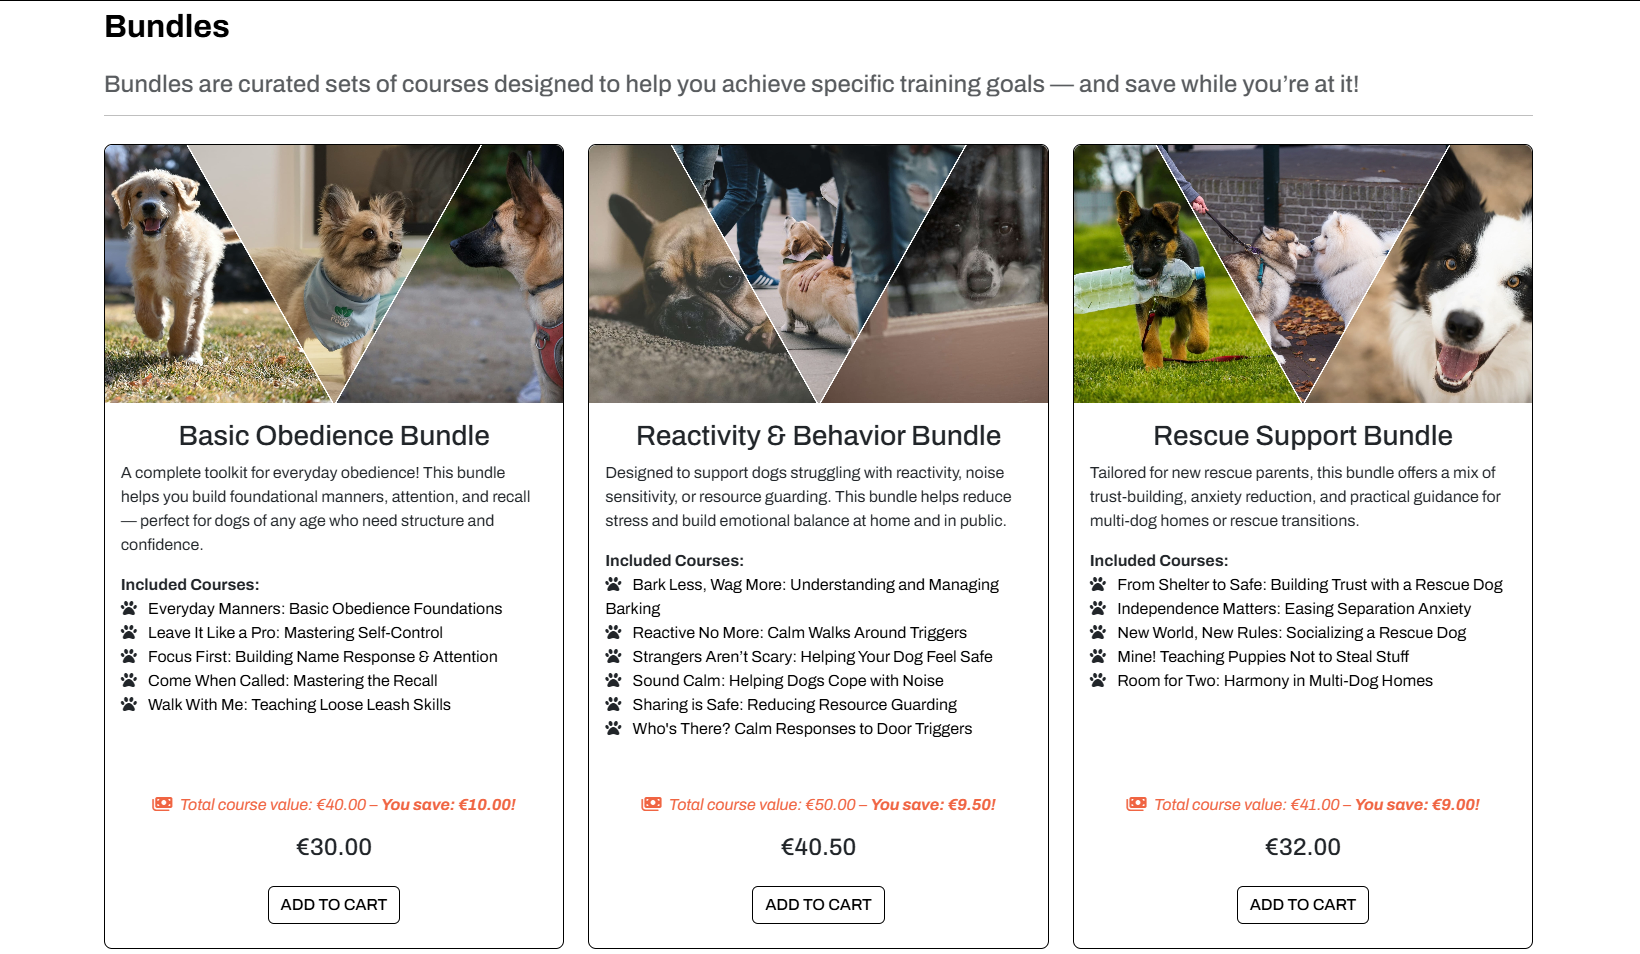 Bundles
Bundles are curated sets of courses designed to help you achieve specific training goals — and save while you’re at it!
Basic Obedience Bundle
A complete toolkit for everyday obedience! This bundle
helps you build foundational manners, attention, and recall
— perfect for dogs of any age who need structure and
confidence.
Included Courses:
Everyday Manners: Basic Obedience Foundations
Leave It Like a Pro: Mastering Self-Control
Focus First: Building Name Response & Attention
Come When Called: Mastering the Recall
Walk With Me: Teaching Loose Leash Skills
Total course value: €40.00 – You save: €10.00!
€30.00
ADD TO CART
Reactivity & Behavior Bundle
Designed to support dogs struggling with reactivity, noise
sensitivity, or resource guarding. This bundle helps reduce
stress and build emotional balance at home and in public.
Included Courses:
Bark Less, Wag More: Understanding and Managing
Barking
Reactive No More: Calm Walks Around Triggers
Strangers Aren’t Scary: Helping Your Dog Feel Safe
Sound Calm: Helping Dogs Cope with Noise
Sharing is Safe: Reducing Resource Guarding
Who's There? Calm Responses to Door Triggers
Total course value: €50.00 – You save: €9.50!
€40.50
ADD TO CART
Rescue Support Bundle
Tailored for new rescue parents, this bundle offers a mix of
trust-building, anxiety reduction, and practical guidance for
multi-dog homes or rescue transitions.
Included Courses:
From Shelter to Safe: Building Trust with a Rescue Dog
Independence Matters: Easing Separation Anxiety
New World, New Rules: Socializing a Rescue Dog
Mine! Teaching Puppies Not to Steal Stuff
Room for Two: Harmony in Multi-Dog Homes
Total course value: €41.00 – You save: €9.00!
€32.00
ADD TO CART